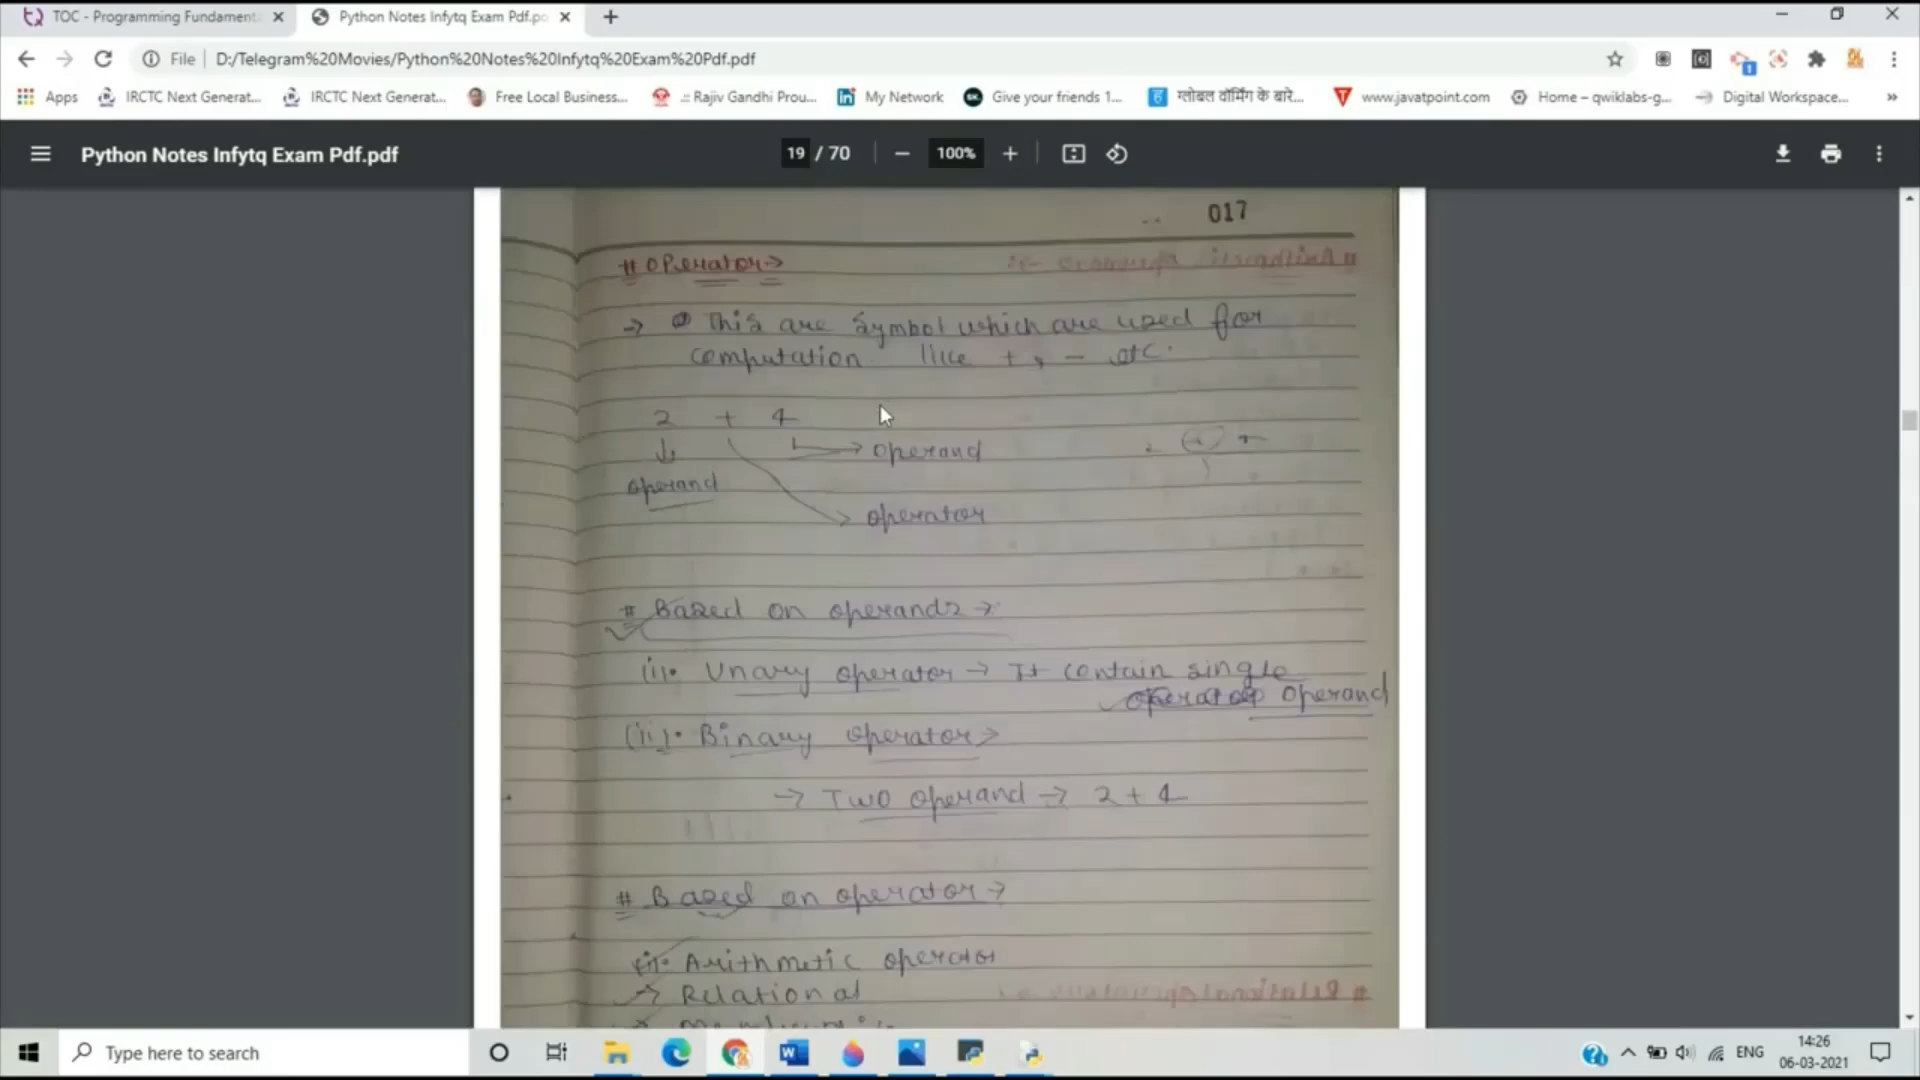 TOC - Programming Fundament
Python Notes Infytq Exam Pdf.po
File
D:/Telegram%20Movies/Python%20Notes%20Infytq%20Exam%20Pdf.pdf
Apps
IRCTC Next Generat...
IRCTC Next Generat...
Free Local Business...
.:: Rajiv Gandhi Prou...
My Network
Give your friends 1...
ग्लोबल वॉर्मिंग के बारे...
www.javatpoint.com
Home – qwiklabs-g...
Digital Workspace...
Python Notes Infytq Exam Pdf.pdf
19 / 70
100%
017
# Operator →
→ This are symbol which are used for
computation like +, - etc.
2 + 4
→ operand
operand
→ operator
# Based on operands →
(i). Unary operator → It contain single
operand
(ii). Binary operator →
→ Two operand → 2 + 4
# Based on operator →
(i). Arithmetic operator
→ Relational
Type here to search
ENG
14:26
06-03-2021